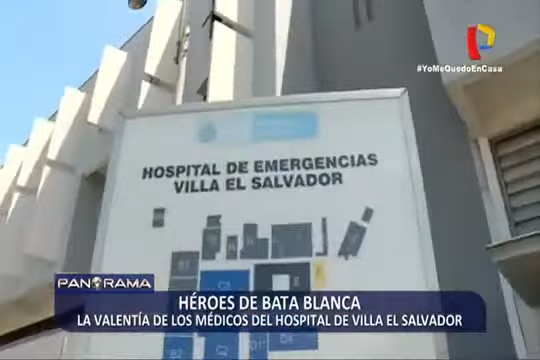 #YoMeQuedoEnCasa
HOSPITAL DE EMERGENCIAS
VILLA EL SALVADOR
PANORAMA
HÉROES DE BATA BLANCA
LA VALENTÍA DE LOS MÉDICOS DEL HOSPITAL DE VILLA EL SALVADOR